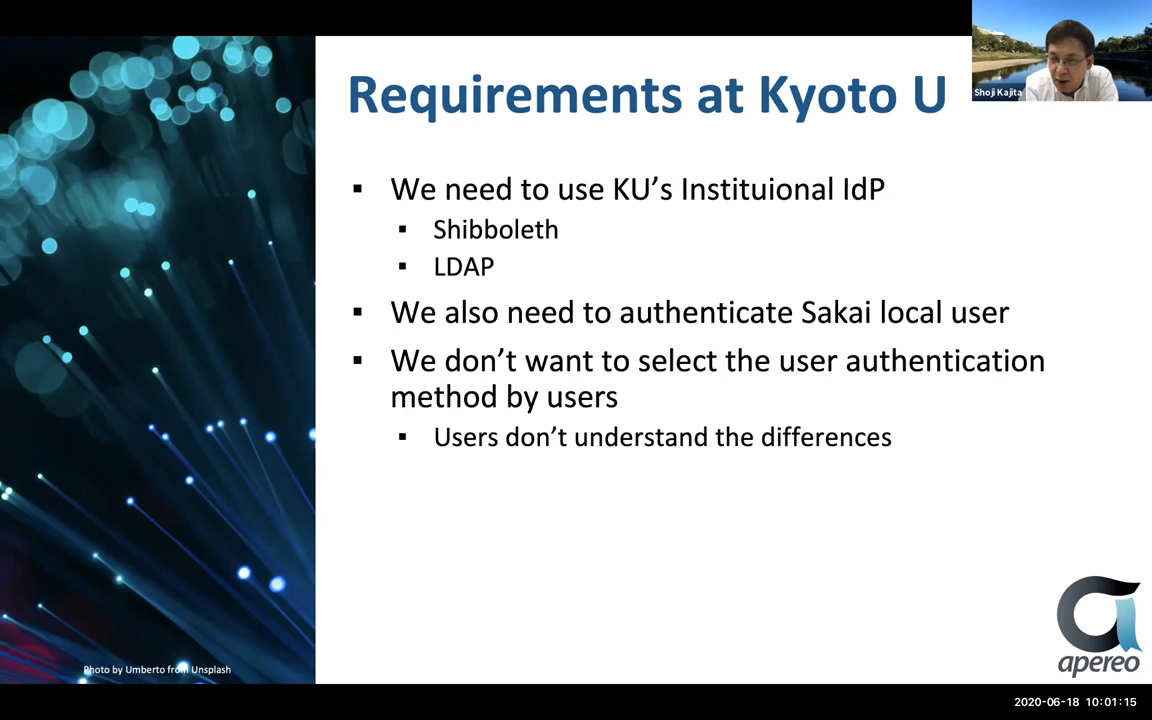 Requirements at Kyoto U
Shoji Kajita
▪ We need to use KU’s Instituional IdP
▪ Shibboleth
▪ LDAP
▪ We also need to authenticate Sakai local user
▪ We don’t want to select the user authentication
method by users
▪ Users don’t understand the differences
Photo by Umberto from Unsplash
apereo
2020-06-18 10:01:15